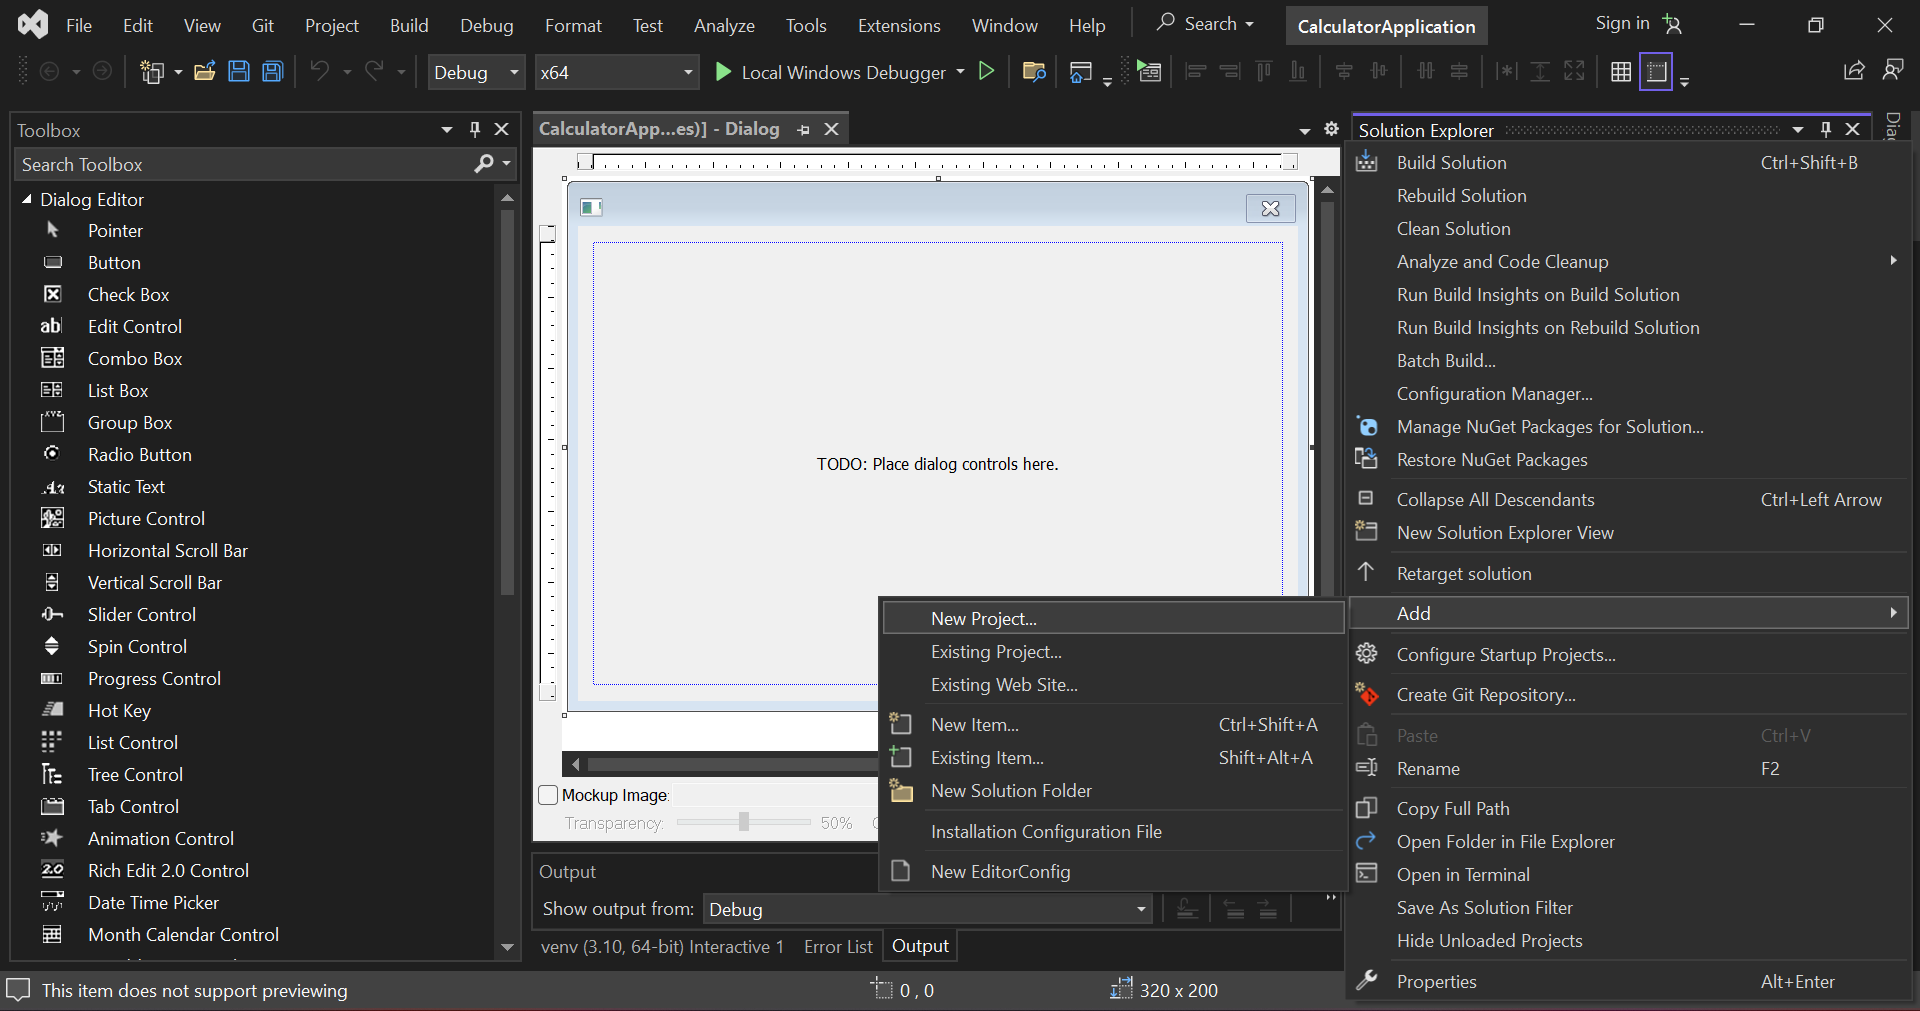 File Edit View Git Project Build Debug Format Test Analyze Tools Extensions Window Help Search CalculatorApplication Sign in
Debug x64 Local Windows Debugger
Toolbox
Search Toolbox
Dialog Editor
Pointer
Button
Check Box
Edit Control
Combo Box
List Box
Group Box
Radio Button
Static Text
Picture Control
Horizontal Scroll Bar
Vertical Scroll Bar
Slider Control
Spin Control
Progress Control
Hot Key
List Control
Tree Control
Tab Control
Animation Control
Rich Edit 2.0 Control
Date Time Picker
Month Calendar Control
CalculatorApp...es)] - Dialog
TODO: Place dialog controls here.
Mockup Image:
Transparency: 50%
Output
Show output from: Debug
venv (3.10, 64-bit) Interactive 1 Error List Output
New Project...
Existing Project...
Existing Web Site...
New Item... Ctrl+Shift+A
Existing Item... Shift+Alt+A
New Solution Folder
Installation Configuration File
New EditorConfig
Solution Explorer
Build Solution Ctrl+Shift+B
Rebuild Solution
Clean Solution
Analyze and Code Cleanup
Run Build Insights on Build Solution
Run Build Insights on Rebuild Solution
Batch Build...
Configuration Manager...
Manage NuGet Packages for Solution...
Restore NuGet Packages
Collapse All Descendants Ctrl+Left Arrow
New Solution Explorer View
Retarget solution
Add
Configure Startup Projects...
Create Git Repository...
Paste Ctrl+V
Rename F2
Copy Full Path
Open Folder in File Explorer
Open in Terminal
Save As Solution Filter
Hide Unloaded Projects
Properties Alt+Enter
This item does not support previewing 0 , 0 320 x 200